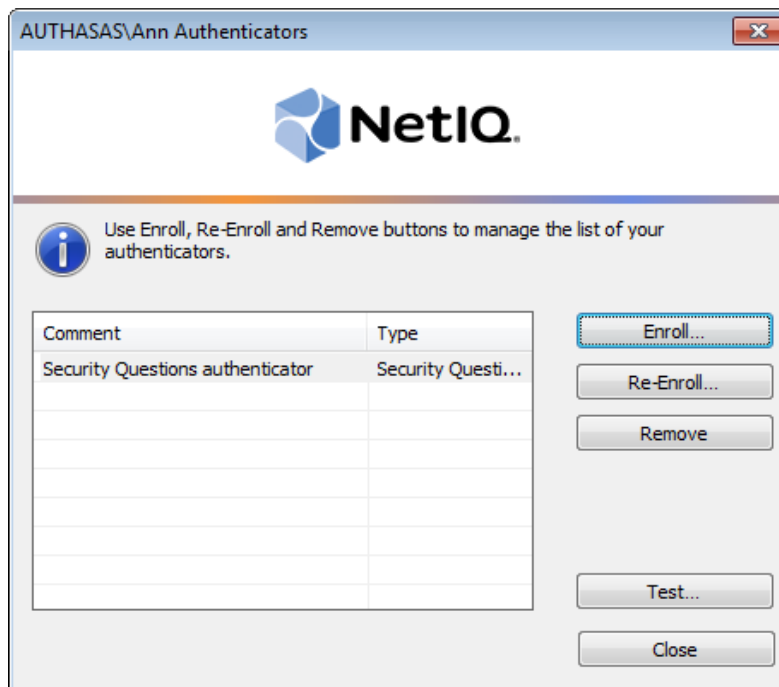 AUTHASAS\Ann Authenticators
NetIQ.
Use Enroll, Re-Enroll and Remove buttons to manage the list of your
authenticators.
Comment Type
Security Questions authenticator Security Questi...
Enroll...
Re-Enroll...
Remove
Test...
Close